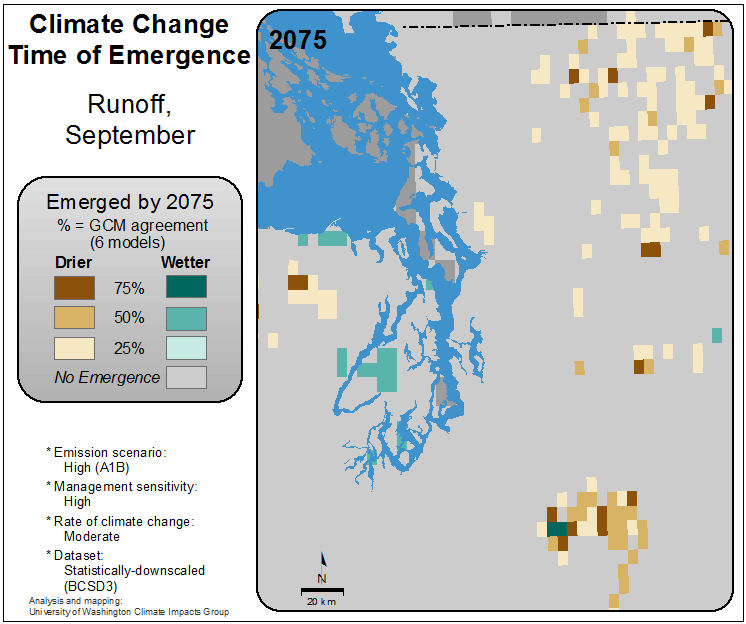 Climate Change
Time of Emergence
Runoff,
September
Emerged by 2075
% = GCM agreement
(6 models)
Drier Wetter
75%
50%
25%
No Emergence
* Emission scenario:
High (A1B)
* Management sensitivity:
High
* Rate of climate change:
Moderate
* Dataset:
Statistically-downscaled
(BCSD3)
Analysis and mapping:
University of Washington Climate Impacts Group
2075
N
20 km